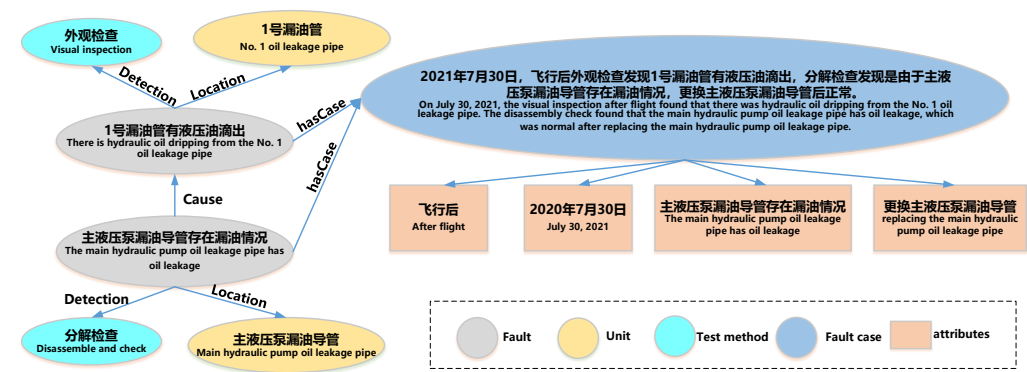 外观检查
Visual inspection
1号漏油管
No. 1 oil leakage pipe
Detection
Location
1号漏油管有液压油滴出
There is hydraulic oil dripping from the No. 1
oil leakage pipe
hasCase
hasCase
Cause
主液压泵漏油导管存在漏油情况
The main hydraulic pump oil leakage pipe has
oil leakage
Detection
Location
分解检查
Disassemble and check
主液压泵漏油导管
Main hydraulic pump oil leakage pipe
2021年7月30日，飞行后外观检查发现1号漏油管有液压油滴出，分解检查发现是由于主液
压泵漏油导管存在漏油情况，更换主液压泵漏油导管后正常。
On July 30, 2021, the visual inspection after flight found that there was hydraulic oil dripping from the No. 1 oil
leakage pipe. The disassembly check found that the main hydraulic pump oil leakage pipe has oil leakage, which
was normal after replacing the main hydraulic pump oil leakage pipe.
飞行后
After flight
2020年7月30日
July 30, 2021
主液压泵漏油导管存在漏油情况
The main hydraulic pump oil leakage
pipe has oil leakage
更换主液压泵漏油导管
replacing the main hydraulic
pump oil leakage pipe
Fault
Unit
Test method
Fault case
attributes